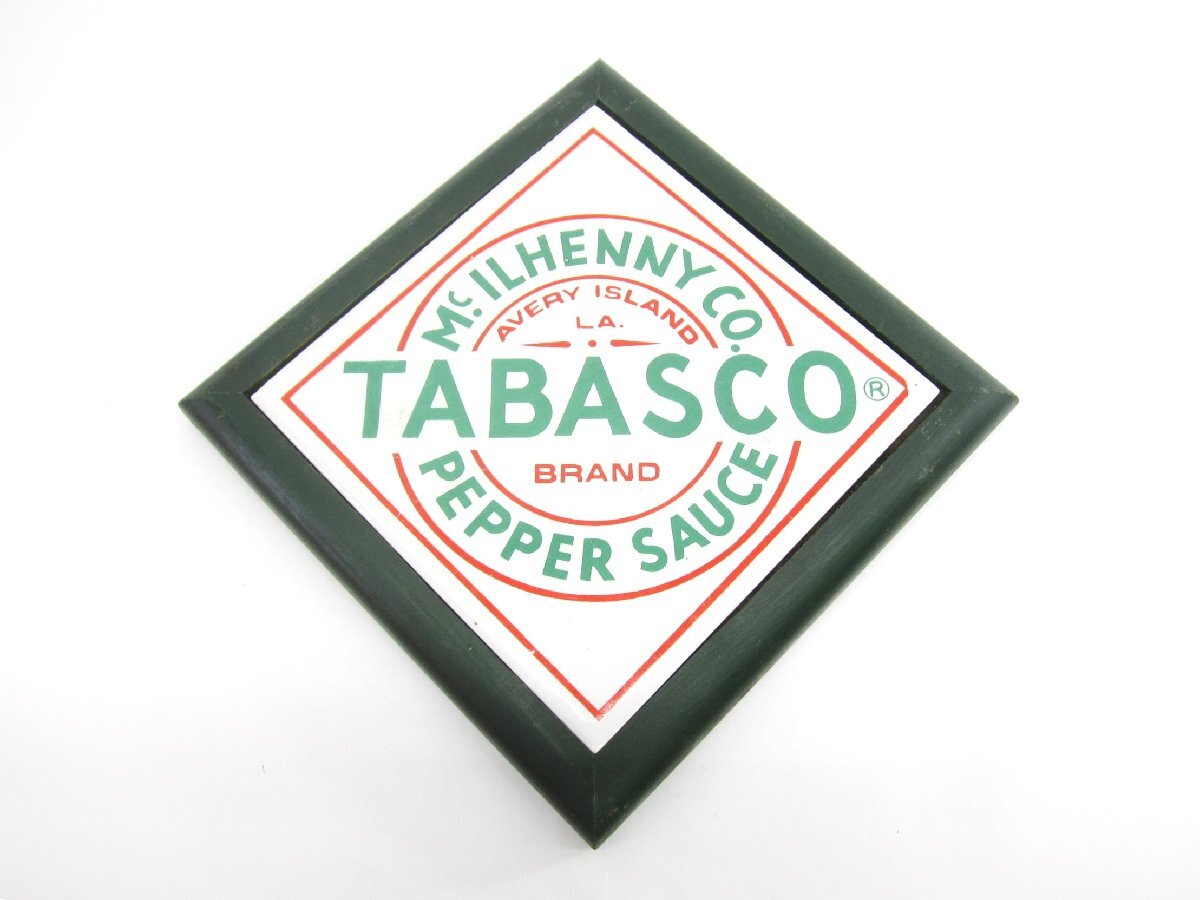 McILHENNY CO.
AVERY ISLAND
LA.
TABASCO®
BRAND
PEPPER SAUCE